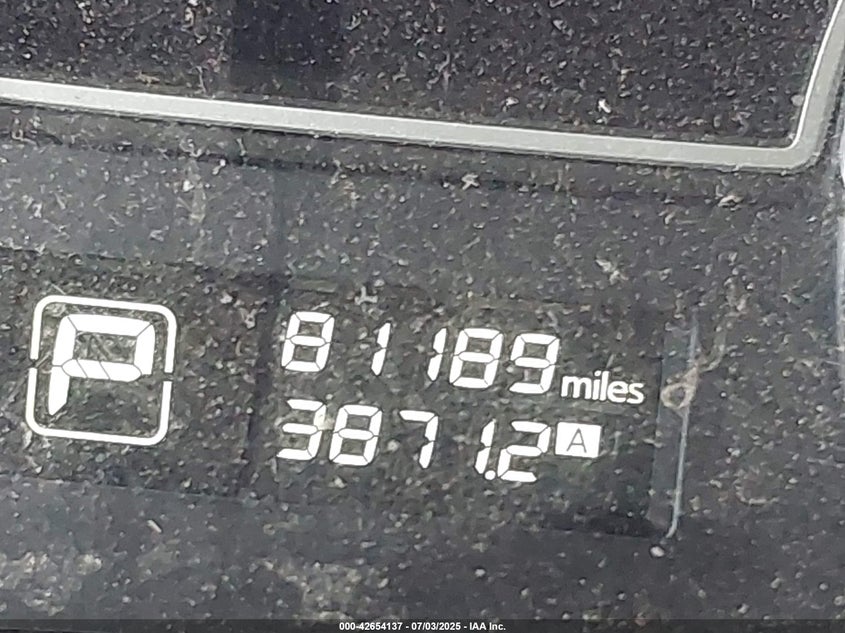 P
81189 miles
3871.2 A
000-42654137 - 07/03/2025 - IAA Inc.